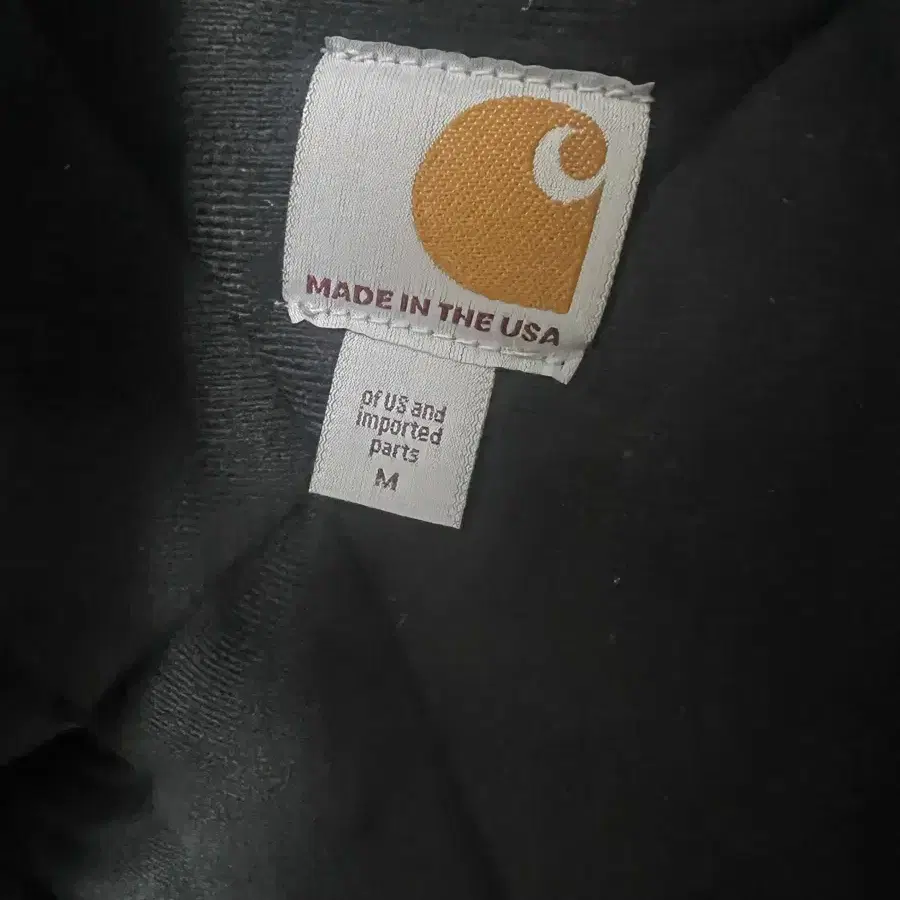 MADE IN THE USA
of US and
imported
parts
M